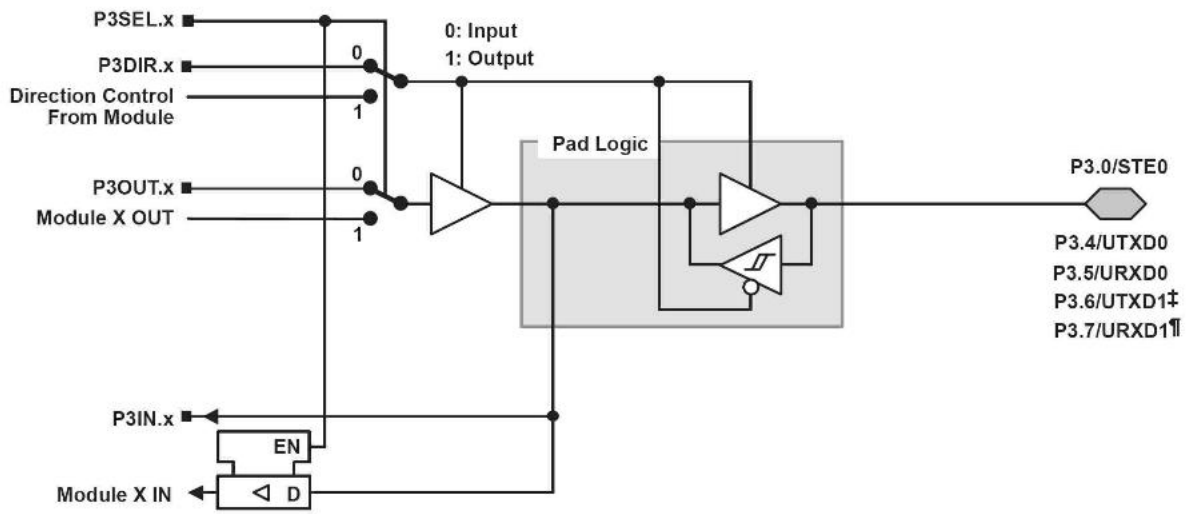 P3SEL.x
0: Input
1: Output
0
P3DIR.x
Direction Control
From Module
1
Pad Logic
P3.0/STE0
0
P3OUT.x
Module X OUT
1
P3.4/UTXD0
P3.5/URXD0
P3.6/UTXD1‡
P3.7/URXD1¶
P3IN.x
EN
Module X IN
D